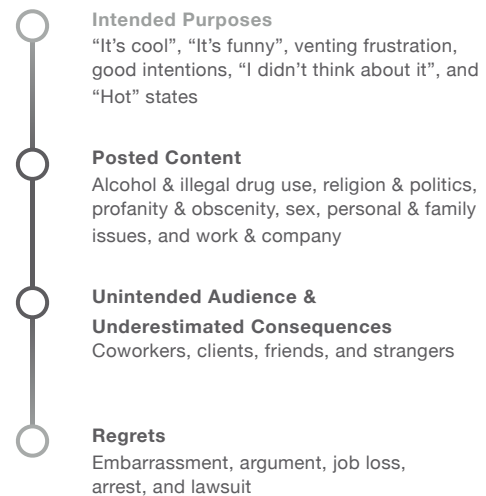 Intended Purposes
“It’s cool”, “It’s funny”, venting frustration,
good intentions, “I didn’t think about it”, and
“Hot” states
Posted Content
Alcohol & illegal drug use, religion & politics,
profanity & obscenity, sex, personal & family
issues, and work & company
Unintended Audience &
Underestimated Consequences
Coworkers, clients, friends, and strangers
Regrets
Embarrassment, argument, job loss,
arrest, and lawsuit